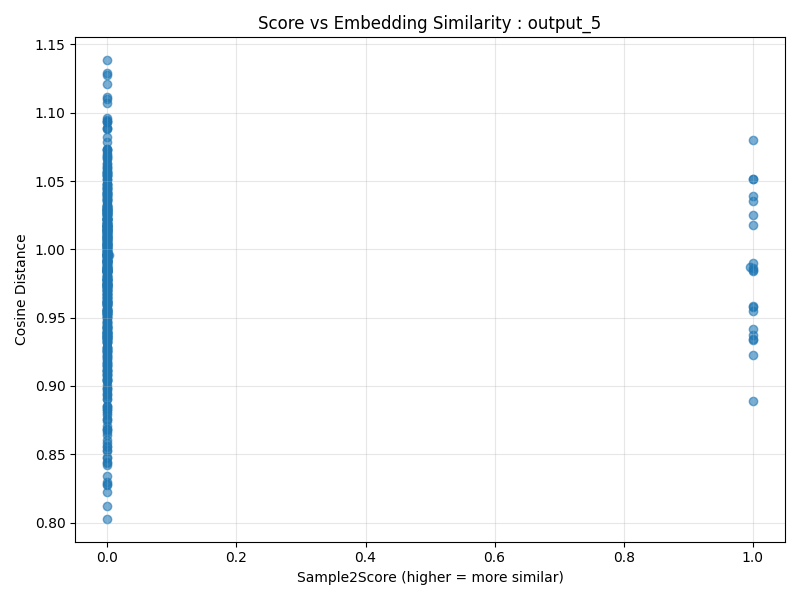 Score vs Embedding Similarity : output_5
1.15
1.10
1.05
1.00
0.95
0.90
0.85
0.80
Cosine Distance
0.0 0.2 0.4 0.6 0.8 1.0
Sample2Score (higher = more similar)